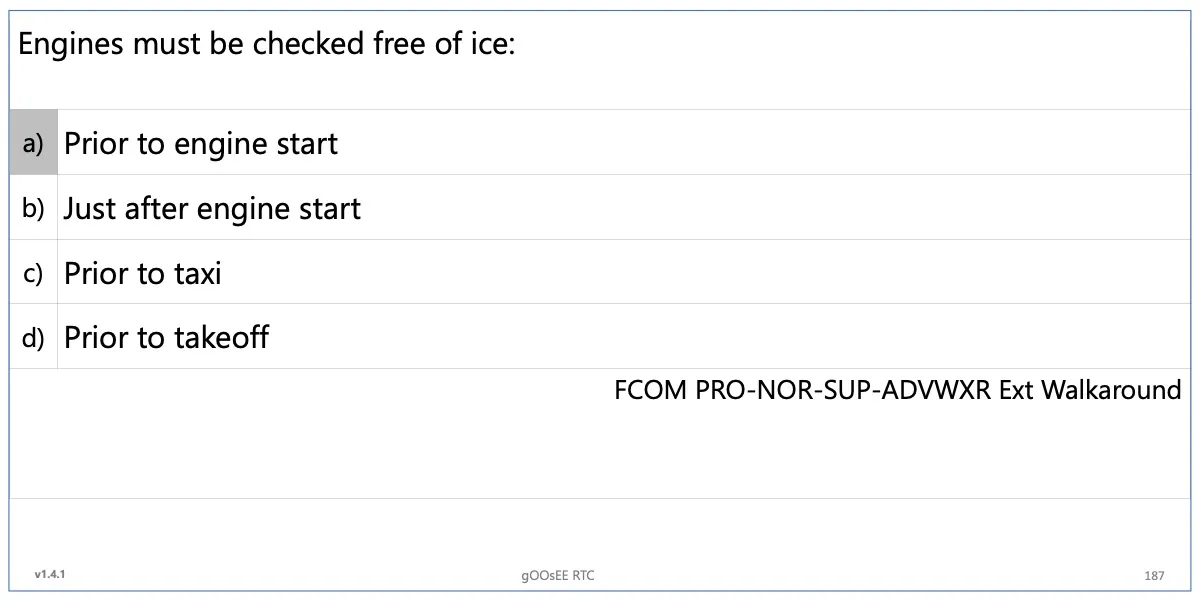 Engines must be checked free of ice:
a) Prior to engine start
b) Just after engine start
c) Prior to taxi
d) Prior to takeoff
FCOM PRO-NOR-SUP-ADVWXR Ext Walkaround
v1.4.1 gOOsEE RTC 187